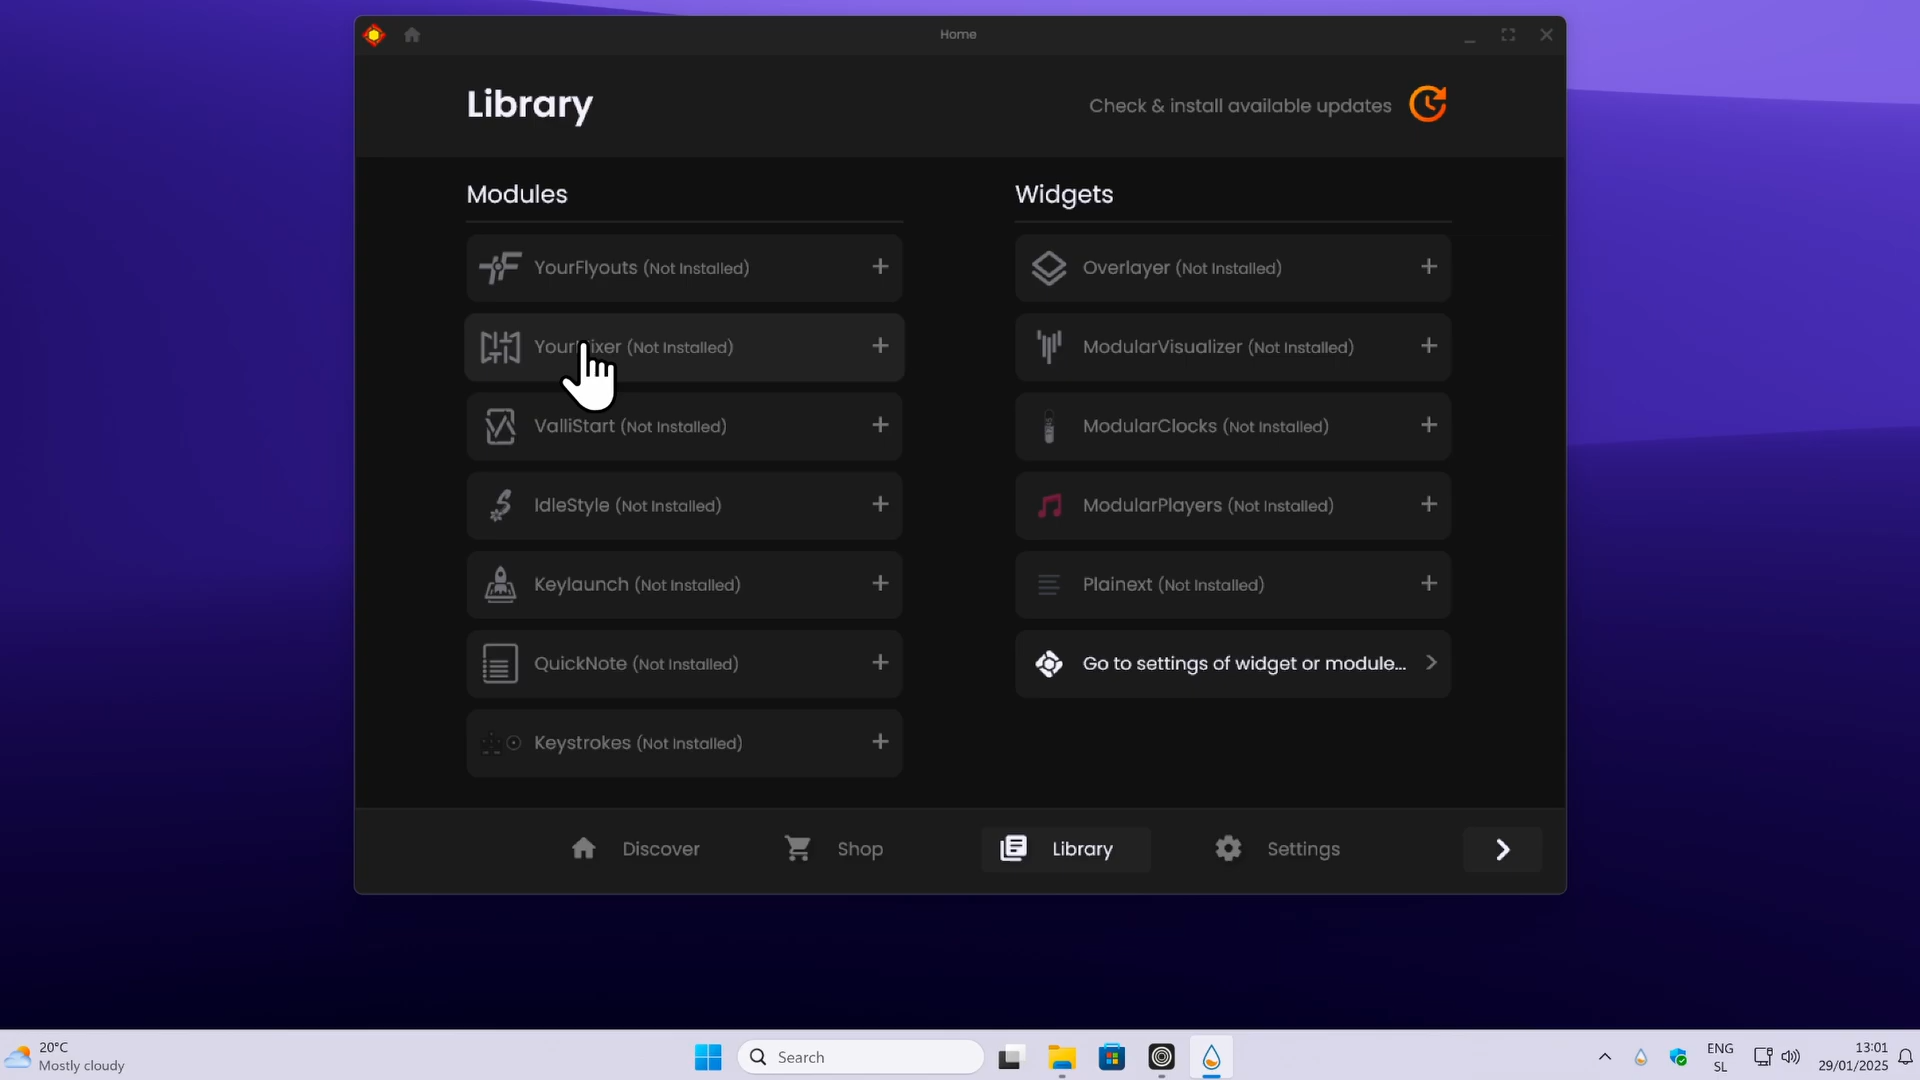 Home
Library
Check & install available updates
Modules
YourFlyouts (Not Installed)
(Not Installed)
ValliStart (Not Installed)
IdleStyle (Not Installed)
Keylaunch (Not Installed)
QuickNote (Not Installed)
Keystrokes (Not Installed)
Widgets
Overlayer (Not Installed)
ModularVisualizer (Not Installed)
ModularClocks (Not Installed)
ModularPlayers (Not Installed)
Plainext (Not Installed)
Go to settings of widget or module...
Discover
Shop
Library
Settings
20°C
Mostly cloudy
Search
ENG
SL
13:01
29/01/2025